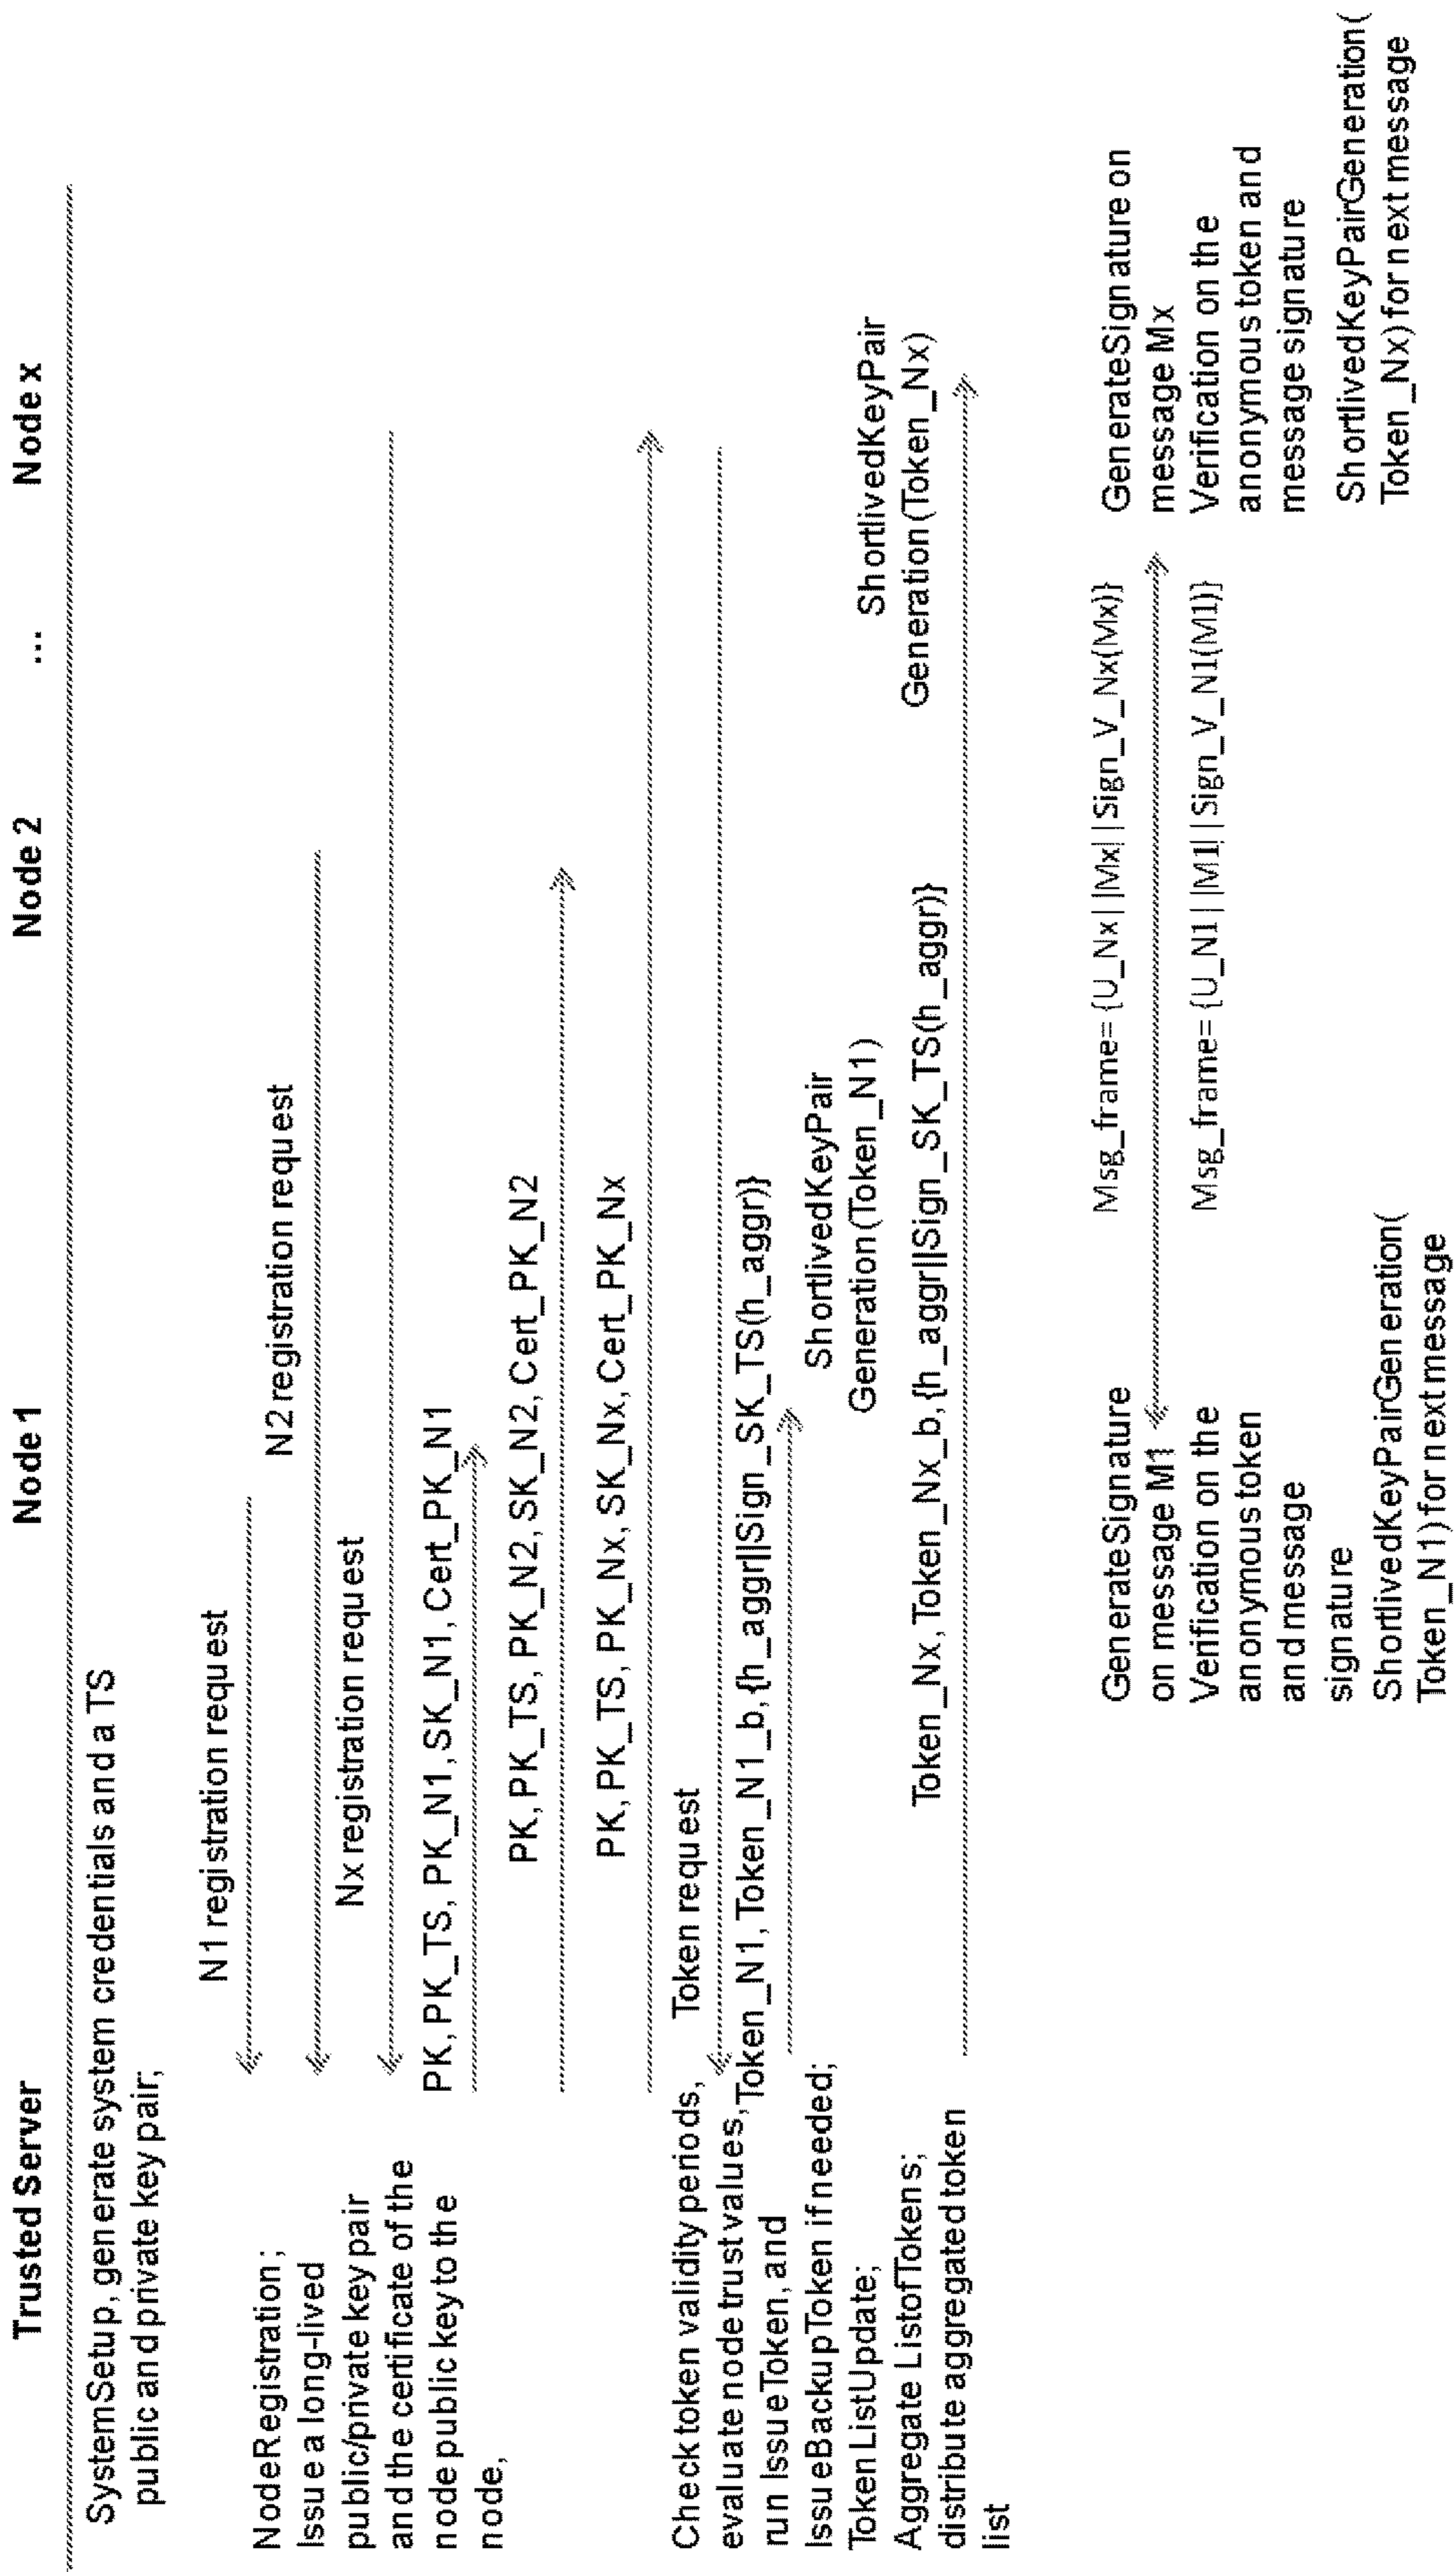 Trusted Server
Node 1
Node 2
...
Node x
SystemSetup, generate system credentials and a TS
public and private key pair;
N1 registration request
N2 registration request
NodeRegistration;
Issue a long-lived
public/private key pair
and the certificate of the
node public key to the
node,
Nx registration request
PK, PK_TS, PK_N1, SK_N1, Cert_PK_N1
PK, PK_TS, PK_N2, SK_N2, Cert_PK_N2
PK, PK_TS, PK_Nx, SK_Nx, Cert_PK_Nx
Token request
Check token validity periods,
evaluate node trust values,
run IssueToken, and
IssueBackupToken if needed;
TokenListUpdate;
Aggregate ListofTokens;
distribute aggregated token
list
Token_N1, Token_N1_b,{h_aggr||Sign_SK_TS(h_aggr)}
ShortlivedKeyPair
Generation(Token_N1)
ShortlivedKeyPair
Generation(Token_Nx)
Token_Nx, Token_Nx_b,{h_aggr||Sign_SK_TS(h_aggr)}
GenerateSignature
on message M1
Verification on the
anonymous token
and message
signature
ShortlivedKeyPairGeneration(
Token_N1) for next message
Msg_frame= {U_Nx||Mx||Sign_V_Nx(Mx)}
Msg_frame= {U_N1||M1||Sign_V_N1(M1)}
GenerateSignature on
message Mx
Verification on the
anonymous token and
message signature
ShortlivedKeyPairGeneration(
Token_Nx) for next message